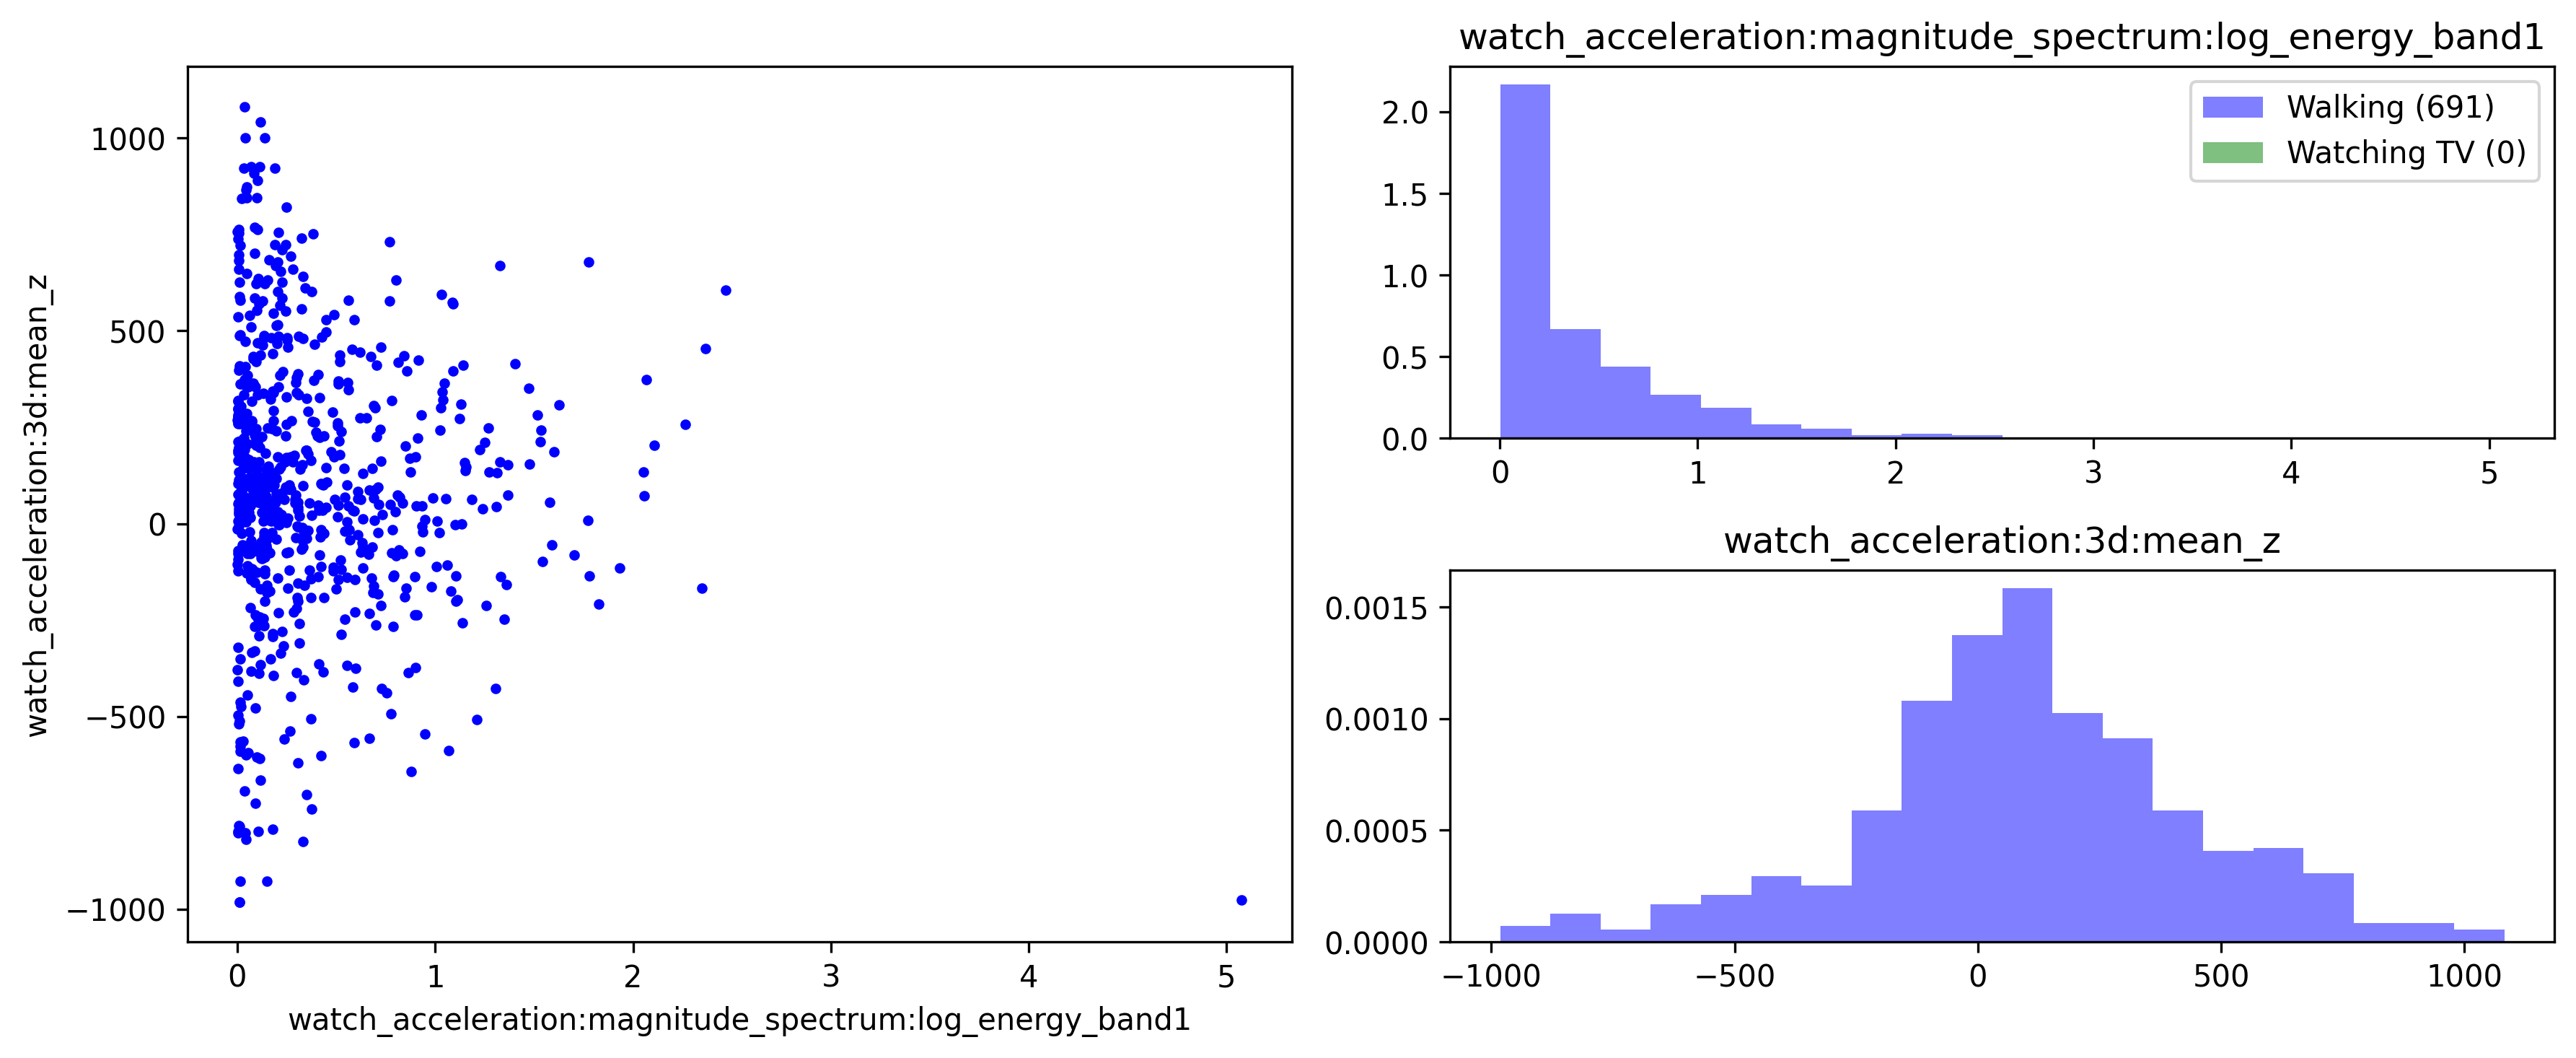 watch_acceleration:3d:mean_z
1000
500
0
−500
−1000
0 1 2 3 4 5
watch_acceleration:magnitude_spectrum:log_energy_band1
watch_acceleration:magnitude_spectrum:log_energy_band1
2.0
1.5
1.0
0.5
0.0
Walking (691)
Watching TV (0)
0 1 2 3 4 5
watch_acceleration:3d:mean_z
0.0015
0.0010
0.0005
0.0000
−1000 −500 0 500 1000